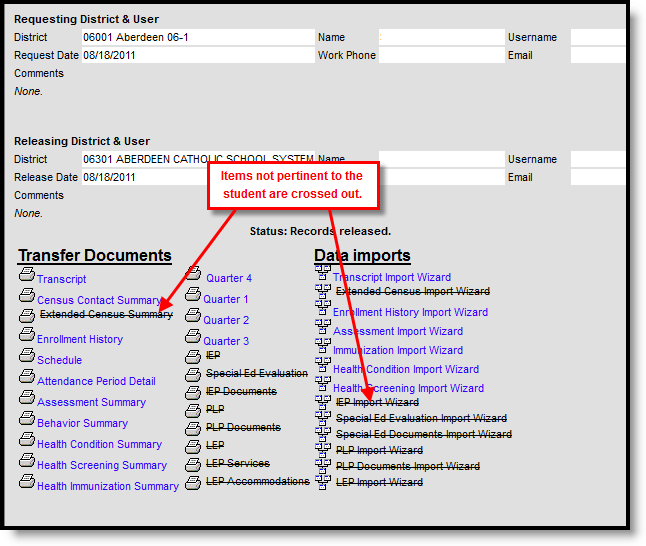 Requesting District & User
District 06001 Aberdeen 06-1 Name Username
Request Date 08/18/2011 Work Phone Email
Comments
None.
Releasing District & User
District 06301 ABERDEEN CATHOLIC SCHOOL SYSTEM Username
Release Date 08/18/2011 Email
Comments
None.
Items not pertinent to the
student are crossed out.
Status: Records released.
Transfer Documents
Transcript
Census Contact Summary
Extended Census Summary
Enrollment History
Schedule
Attendance Period Detail
Assessment Summary
Behavior Summary
Health Condition Summary
Health Screening Summary
Health Immunization Summary
Quarter 4
Quarter 1
Quarter 2
Quarter 3
IEP
Special Ed Evaluation
IEP Documents
PLP
PLP Documents
LEP
LEP Services
LEP Accommodations
Data imports
Transcript Import Wizard
Extended Census Import Wizard
Enrollment History Import Wizard
Assessment Import Wizard
Immunization Import Wizard
Health Condition Import Wizard
Health Screening Import Wizard
IEP Import Wizard
Special Ed Evaluation Import Wizard
Special Ed Documents Import Wizard
PLP Import Wizard
PLP Documents Import Wizard
LEP Import Wizard